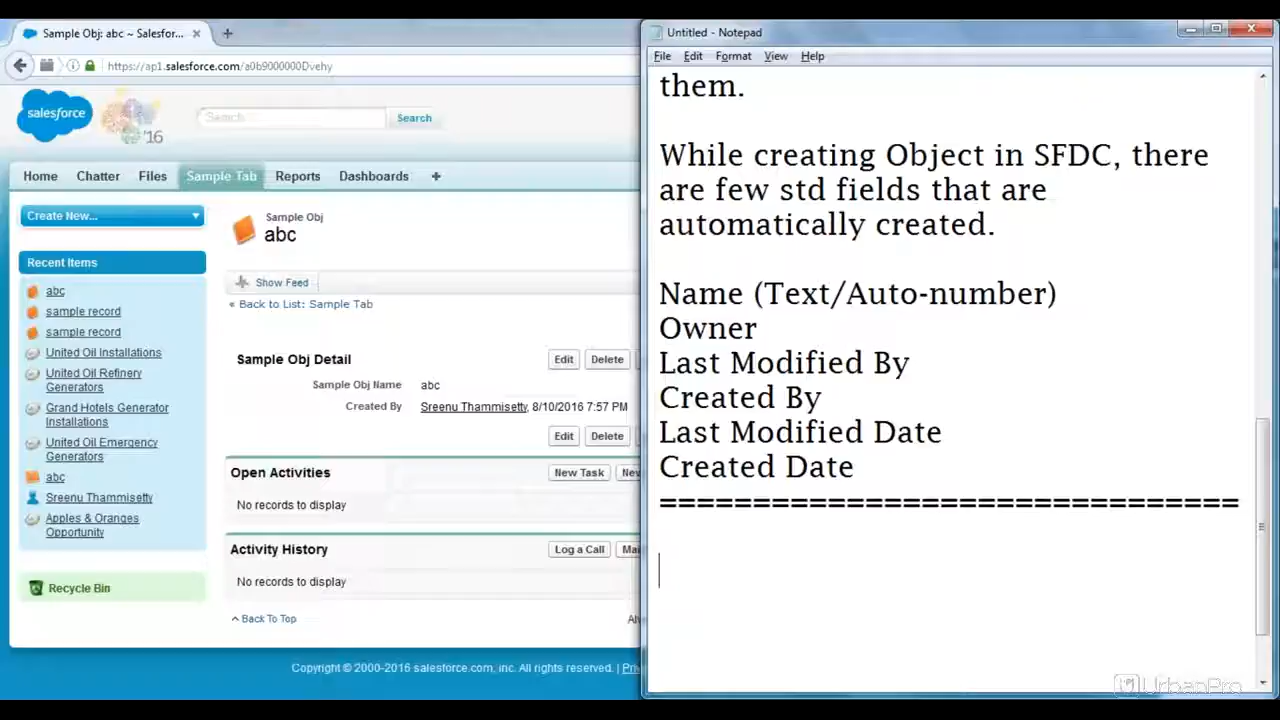 Sample Obj: abc ~ Salesfor...
https://ap1.salesforce.com/a0b9000000Dvehy
salesforce
'16
Search...
Search
Home
Chatter
Files
Sample Tab
Reports
Dashboards
+
Create New...
Recent Items
abc
sample record
sample record
United Oil Installations
United Oil Refinery
Generators
Grand Hotels Generator
Installations
United Oil Emergency
Generators
abc
Sreenu Thammisetty
Apples & Oranges
Opportunity
Recycle Bin
Sample Obj
abc
Show Feed
« Back to List: Sample Tab
Sample Obj Detail
Edit
Delete
Sample Obj Name abc
Created By Sreenu Thammisetty, 8/10/2016 7:57 PM
Edit
Delete
Open Activities
New Task
New
No records to display
Activity History
Log a Call
Mai
No records to display
Back To Top
Alw
Copyright © 2000-2016 salesforce.com, inc. All rights reserved. | Priv
Untitled - Notepad
File Edit Format View Help
them.
While creating Object in SFDC, there
are few std fields that are
automatically created.
Name (Text/Auto-number)
Owner
Last Modified By
Created By
Last Modified Date
Created Date
===============================
UrbanPro